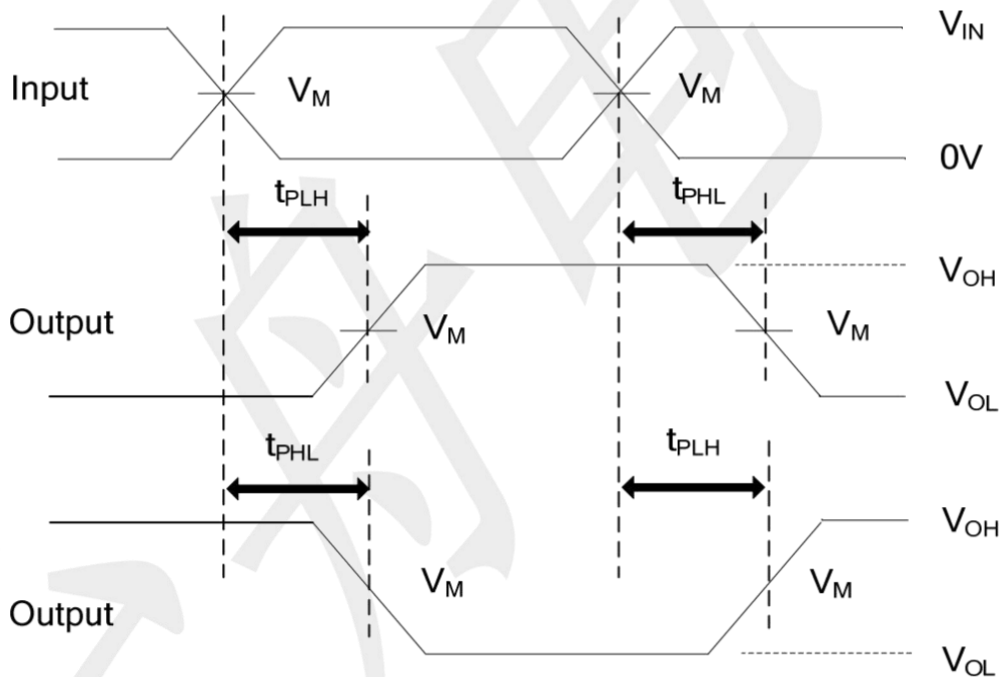 V_IN
Input V_M V_M
0V
t_PLH t_PHL
V_OH
Output V_M V_M
V_OL
t_PHL t_PLH
V_OH
Output V_M V_M
V_OL